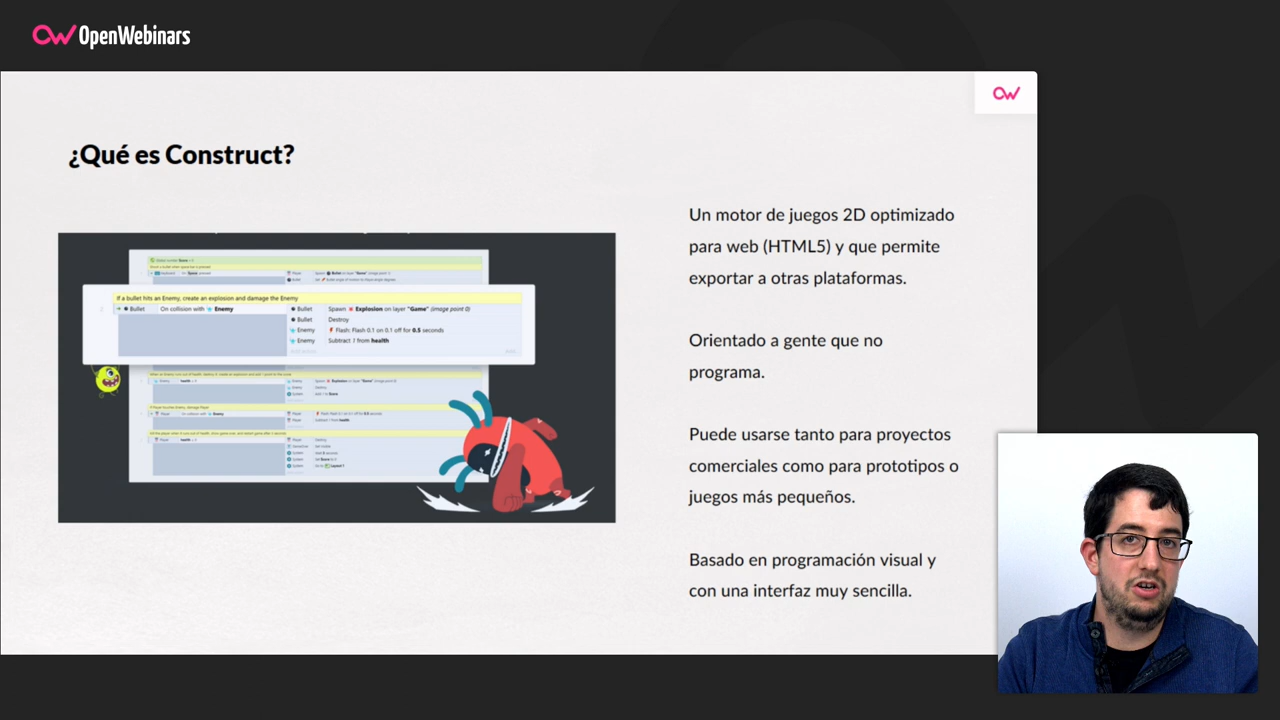 OpenWebinars
¿Qué es Construct?
Un motor de juegos 2D optimizado
para web (HTML5) y que permite
exportar a otras plataformas.
Orientado a gente que no
programa.
Puede usarse tanto para proyectos
comerciales como para prototipos o
juegos más pequeños.
Basado en programación visual y
con una interfaz muy sencilla.
If a bullet hits an Enemy, create an explosion and damage the Enemy
Bullet On collision with Enemy Bullet Spawn Explosion on layer "Game" (image point 0)
Bullet Destroy
Enemy Flash: Flash 0.1 on 0.1 off for 0.5 seconds
Enemy Subtract 1 from health